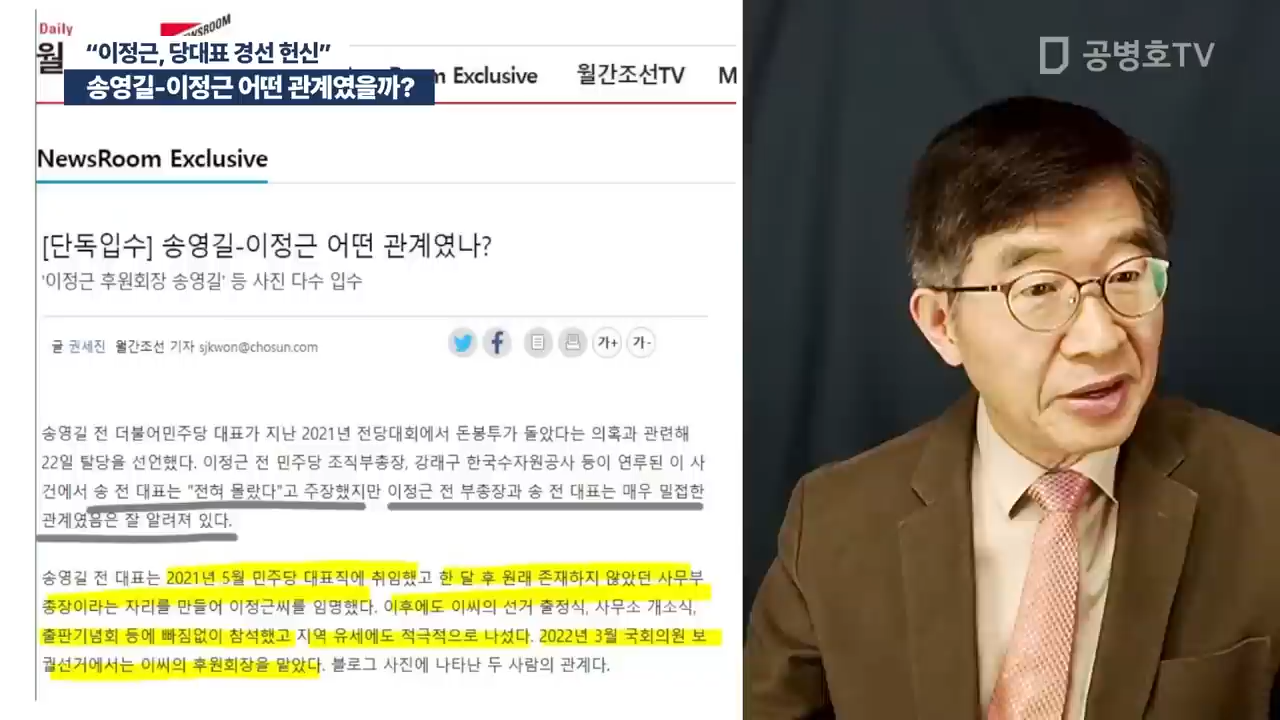 Daily
NEWSROOM
월
“이정근, 당대표 경선 헌신”
송영길-이정근 어떤 관계였을까?
m Exclusive
월간조선TV
M
공병호TV
NewsRoom Exclusive
[단독입수] 송영길-이정근 어떤 관계였나?
'이정근 후원회장 송영길' 등 사진 다수 입수
글 권세진 월간조선 기자 sjkwon@chosun.com
가+
가-
송영길 전 더불어민주당 대표가 지난 2021년 전당대회에서 돈봉투가 돌았다는 의혹과 관련해
22일 탈당을 선언했다. 이정근 전 민주당 조직부총장, 강래구 한국수자원공사 등이 연루된 이 사
건에서 송 전 대표는 "전혀 몰랐다"고 주장했지만 이정근 전 부총장과 송 전 대표는 매우 밀접한
관계였음은 잘 알려져 있다.
송영길 전 대표는 2021년 5월 민주당 대표직에 취임했고 한 달 후 원래 존재하지 않았던 사무부
총장이라는 자리를 만들어 이정근씨를 임명했다. 이후에도 이씨의 선거 출정식, 사무소 개소식,
출판기념회 등에 빠짐없이 참석했고 지역 유세에도 적극적으로 나섰다. 2022년 3월 국회의원 보
궐선거에서는 이씨의 후원회장을 맡았다. 블로그 사진에 나타난 두 사람의 관계다.